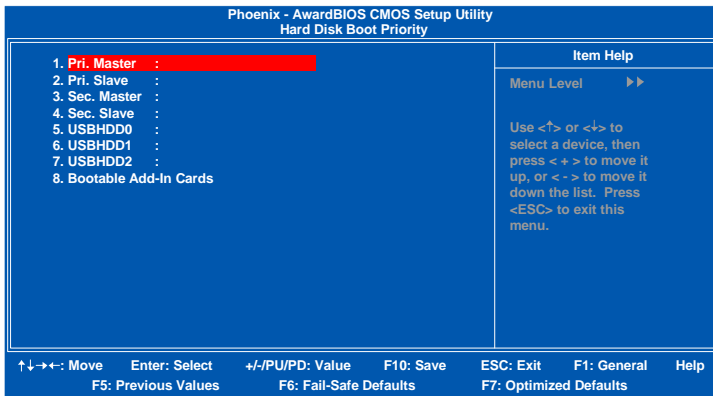 Phoenix - AwardBIOS CMOS Setup Utility
Hard Disk Boot Priority
1. Pri. Master :
2. Pri. Slave :
3. Sec. Master :
4. Sec. Slave :
5. USBHDD0 :
6. USBHDD1 :
7. USBHDD2 :
8. Bootable Add-In Cards
Item Help
Menu Level ▶▶
Use <↑> or <↓> to
select a device, then
press < + > to move it
up, or < - > to move it
down the list. Press
<ESC> to exit this
menu.
↑↓→←: Move Enter: Select +/-/PU/PD: Value F10: Save ESC: Exit F1: General Help
F5: Previous Values F6: Fail-Safe Defaults F7: Optimized Defaults